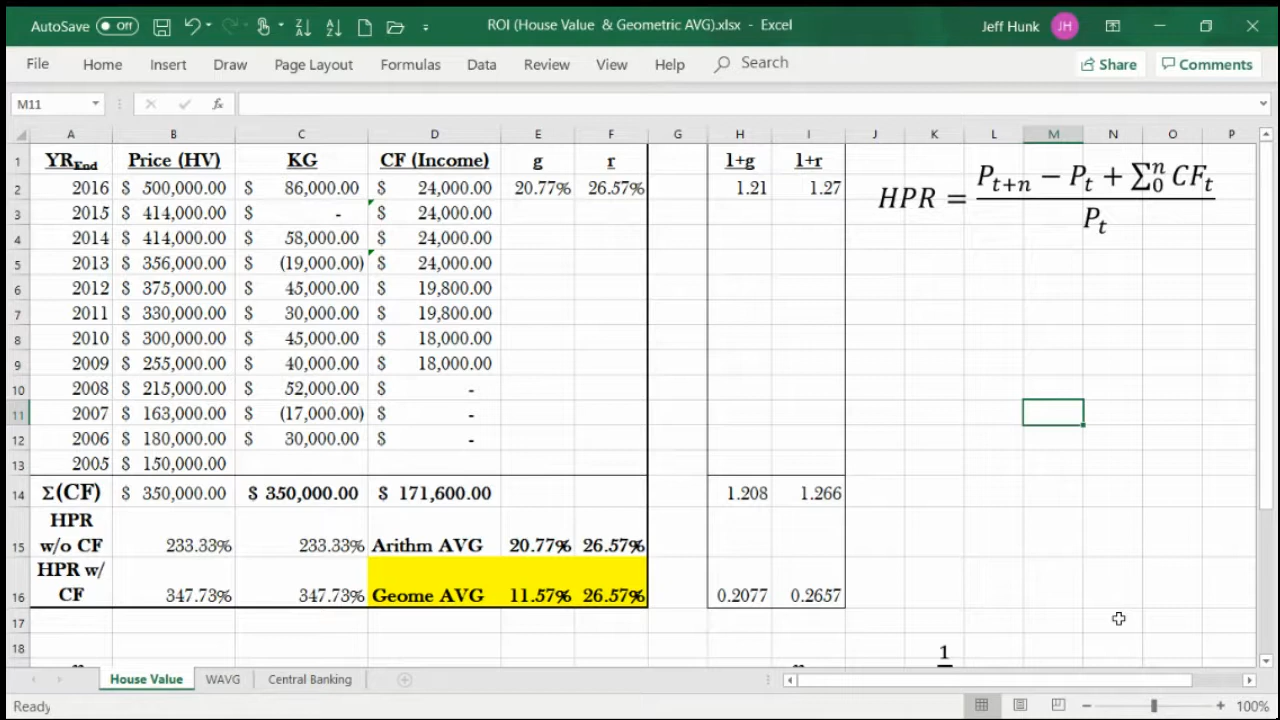 AutoSave Off ROI (House Value & Geometric AVG).xlsx - Excel Jeff Hunk JH
File Home Insert Draw Page Layout Formulas Data Review View Help Search Share Comments
M11 fx
A B C D E F G H I J K L M N O P
1 YREnd Price (HV) KG CF (Income) g r 1+g 1+r
2 2016 $ 500,000.00 $ 86,000.00 $ 24,000.00 20.77% 26.57% 1.21 1.27
3 2015 $ 414,000.00 $ - $ 24,000.00
4 2014 $ 414,000.00 $ 58,000.00 $ 24,000.00
5 2013 $ 356,000.00 $ (19,000.00) $ 24,000.00
6 2012 $ 375,000.00 $ 45,000.00 $ 19,800.00
7 2011 $ 330,000.00 $ 30,000.00 $ 19,800.00
8 2010 $ 300,000.00 $ 45,000.00 $ 18,000.00
9 2009 $ 255,000.00 $ 40,000.00 $ 18,000.00
10 2008 $ 215,000.00 $ 52,000.00 $ -
11 2007 $ 163,000.00 $ (17,000.00) $ -
12 2006 $ 180,000.00 $ 30,000.00 $ -
13 2005 $ 150,000.00
14 Σ(CF) $ 350,000.00 $ 350,000.00 $ 171,600.00 1.208 1.266
15 HPR w/o CF 233.33% 233.33% Arithm AVG 20.77% 26.57%
16 HPR w/ CF 347.73% 347.73% Geome AVG 11.57% 26.57% 0.2077 0.2657
17
18 1
HPR = (Pt+n − Pt + Σ0n CFt) / Pt
House Value WAVG Central Banking
Ready 100%